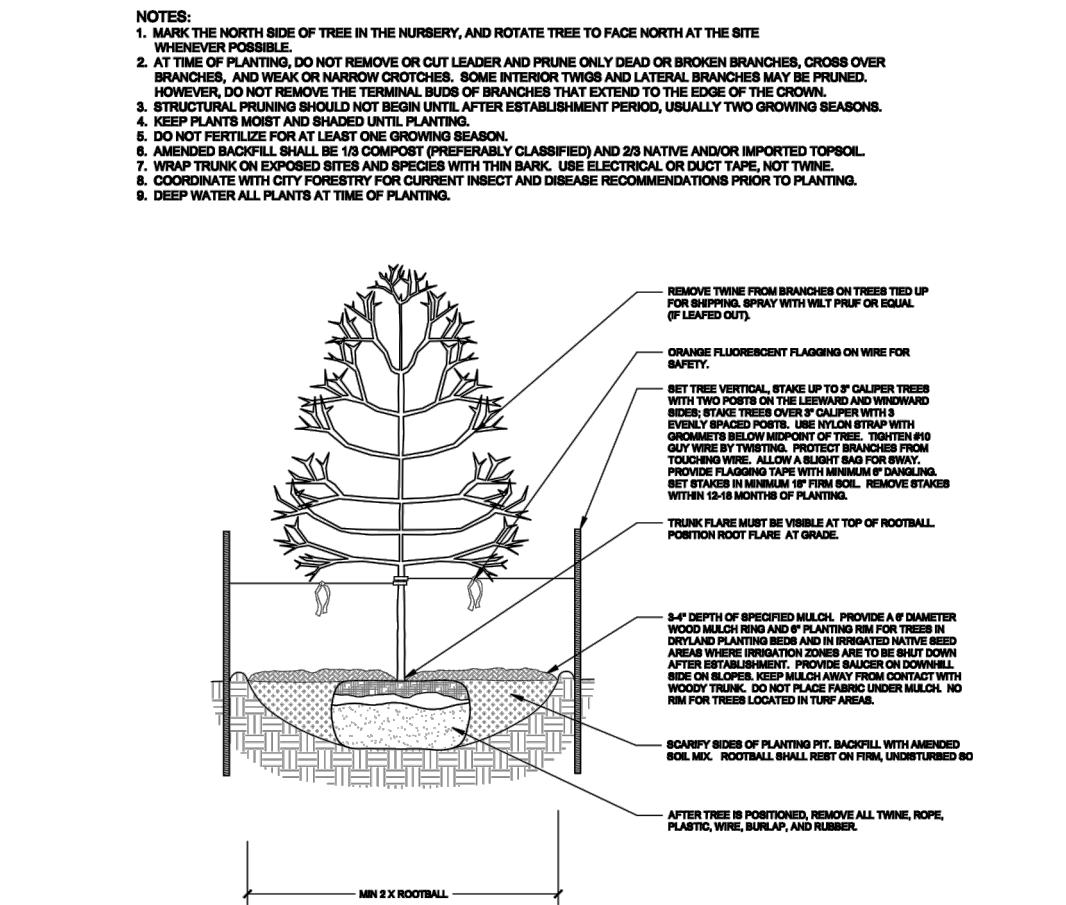 NOTES:
1. MARK THE NORTH SIDE OF TREE IN THE NURSERY, AND ROTATE TREE TO FACE NORTH AT THE SITE
WHENEVER POSSIBLE.
2. AT TIME OF PLANTING, DO NOT REMOVE OR CUT LEADER AND PRUNE ONLY DEAD OR BROKEN BRANCHES, CROSS OVER
BRANCHES, AND WEAK OR NARROW CROTCHES. SOME INTERIOR TWIGS AND LATERAL BRANCHES MAY BE PRUNED.
HOWEVER, DO NOT REMOVE THE TERMINAL BUDS OF BRANCHES THAT EXTEND TO THE EDGE OF THE CROWN.
3. STRUCTURAL PRUNING SHOULD NOT BEGIN UNTIL AFTER ESTABLISHMENT PERIOD, USUALLY TWO GROWING SEASONS.
4. KEEP PLANTS MOIST AND SHADED UNTIL PLANTING.
5. DO NOT FERTILIZE FOR AT LEAST ONE GROWING SEASON.
6. AMENDED BACKFILL SHALL BE 1/3 COMPOST (PREFERABLY CLASSIFIED) AND 2/3 NATIVE AND/OR IMPORTED TOPSOIL.
7. WRAP TRUNK ON EXPOSED SITES AND SPECIES WITH THIN BARK. USE ELECTRICAL OR DUCT TAPE, NOT TWINE.
8. COORDINATE WITH CITY FORESTRY FOR CURRENT INSECT AND DISEASE RECOMMENDATIONS PRIOR TO PLANTING.
9. DEEP WATER ALL PLANTS AT TIME OF PLANTING.
REMOVE TWINE FROM BRANCHES ON TREES TIED UP
FOR SHIPPING. SPRAY WITH WILT PRUF OR EQUAL
(IF LEAFED OUT).
ORANGE FLUORESCENT FLAGGING ON WIRE FOR
SAFETY.
SET TREE VERTICAL, STAKE UP TO 3" CALIPER TREES
WITH TWO POSTS ON THE LEEWARD AND WINDWARD
SIDES; STAKE TREES OVER 3" CALIPER WITH 3
EVENLY SPACED POSTS. USE NYLON STRAP WITH
GROMMETS BELOW MIDPOINT OF TREE. TIGHTEN #10
GUY WIRE BY TWISTING. PROTECT BRANCHES FROM
TOUCHING WIRE. ALLOW A SLIGHT SAG FOR SWAY.
PROVIDE FLAGGING TAPE WITH MINIMUM 6" DANGLING.
SET STAKES IN MINIMUM 18" FIRM SOIL. REMOVE STAKES
WITHIN 12-18 MONTHS OF PLANTING.
TRUNK FLARE MUST BE VISIBLE AT TOP OF ROOTBALL.
POSITION ROOT FLARE AT GRADE.
3-4" DEPTH OF SPECIFIED MULCH. PROVIDE A 6' DIAMETER
WOOD MULCH RING AND 6" PLANTING RIM FOR TREES IN
DRYLAND PLANTING BEDS AND IN IRRIGATED NATIVE SEED
AREAS WHERE IRRIGATION ZONES ARE TO BE SHUT DOWN
AFTER ESTABLISHMENT. PROVIDE SAUCER ON DOWNHILL
SIDE ON SLOPES. KEEP MULCH AWAY FROM CONTACT WITH
WOODY TRUNK. DO NOT PLACE FABRIC UNDER MULCH. NO
RIM FOR TREES LOCATED IN TURF AREAS.
SCARIFY SIDES OF PLANTING PIT. BACKFILL WITH AMENDED
SOIL MIX. ROOTBALL SHALL REST ON FIRM, UNDISTURBED SO
AFTER TREE IS POSITIONED, REMOVE ALL TWINE, ROPE,
PLASTIC, WIRE, BURLAP, AND RUBBER.
MIN 2 X ROOTBALL